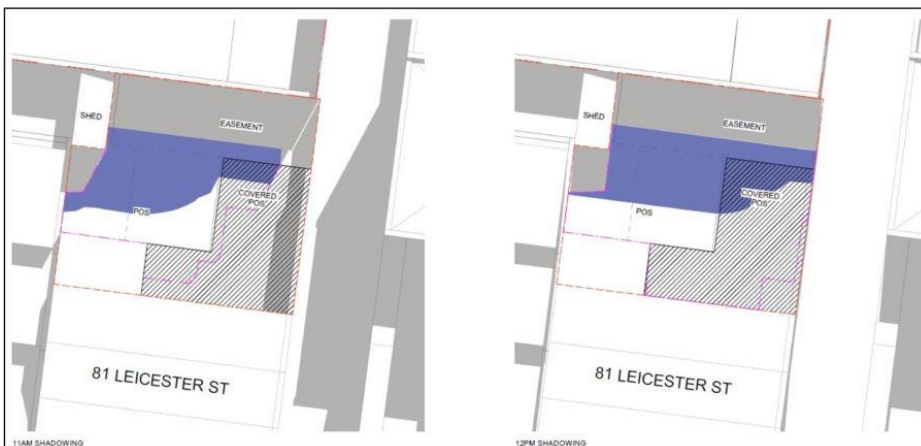 SHED
EASEMENT
COVERED
POS
POS
81 LEICESTER ST
11AM SHADOWING
SHED
EASEMENT
COVERED
POS
POS
81 LEICESTER ST
12PM SHADOWING